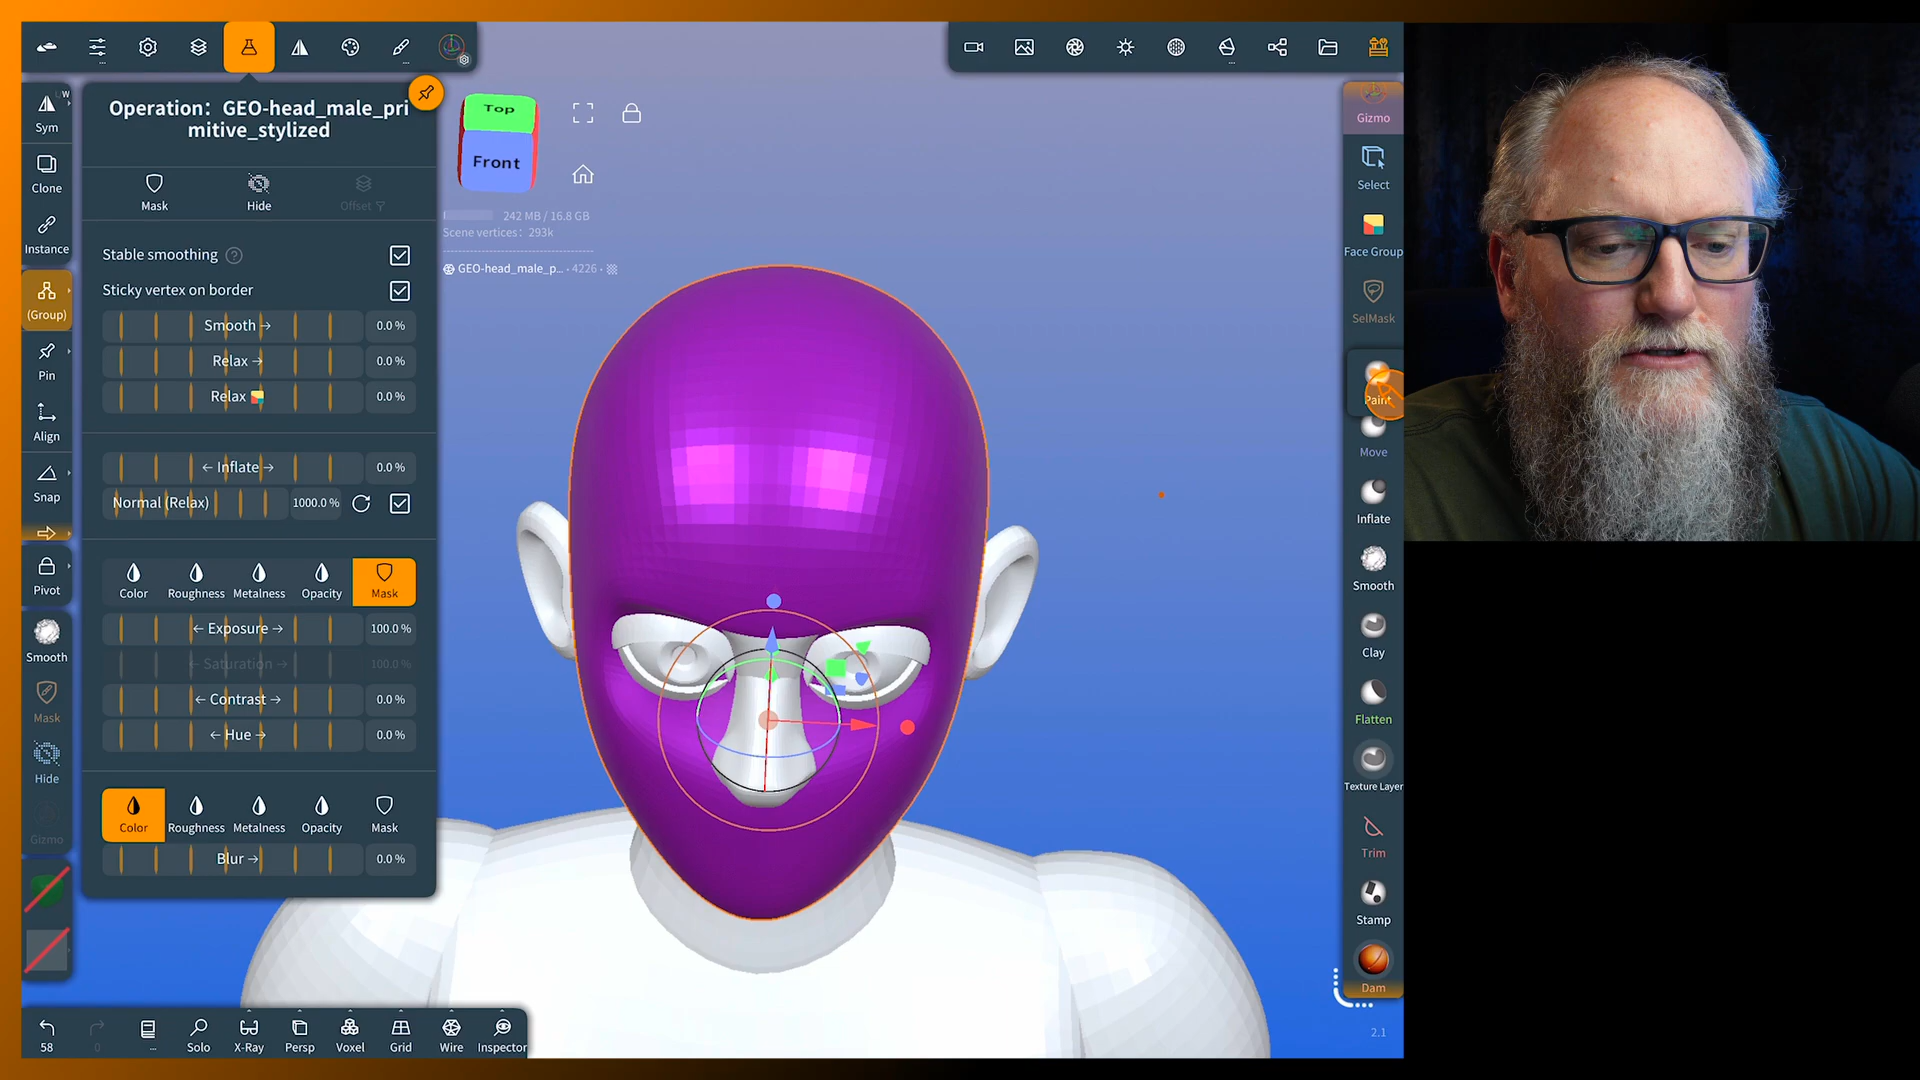 W
Sym
Clone
Instance
(Group)
Pin
Align
Snap
Pivot
Smooth
Mask
Hide
Gizmo
Operation: GEO-head_male_pri
mitive_stylized
Mask
Hide
Offset
Stable smoothing ?
Sticky vertex on border
Smooth → 0.0 %
Relax → 0.0 %
Relax 0.0 %
← Inflate → 0.0 %
Normal (Relax) 1000.0 %
Color Roughness Metalness Opacity Mask
← Exposure → 100.0 %
← Saturation → 100.0 %
← Contrast → 0.0 %
← Hue → 0.0 %
Color Roughness Metalness Opacity Mask
Blur → 0.0 %
Top
Front
242 MB / 16.8 GB
Scene vertices: 293k
GEO-head_male_p... • 4226 •
Gizmo
Select
Face Group
SelMask
Paint
Move
Inflate
Smooth
Clay
Flatten
Texture Layer
Trim
Stamp
Dam
2.1
58
0
...
Solo
X-Ray
Persp
Voxel
Grid
Wire
Inspector